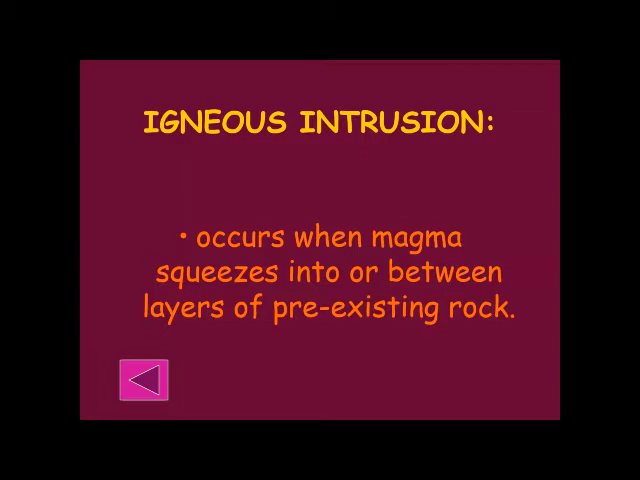 IGNEOUS INTRUSION:
• occurs when magma
squeezes into or between
layers of pre-existing rock.